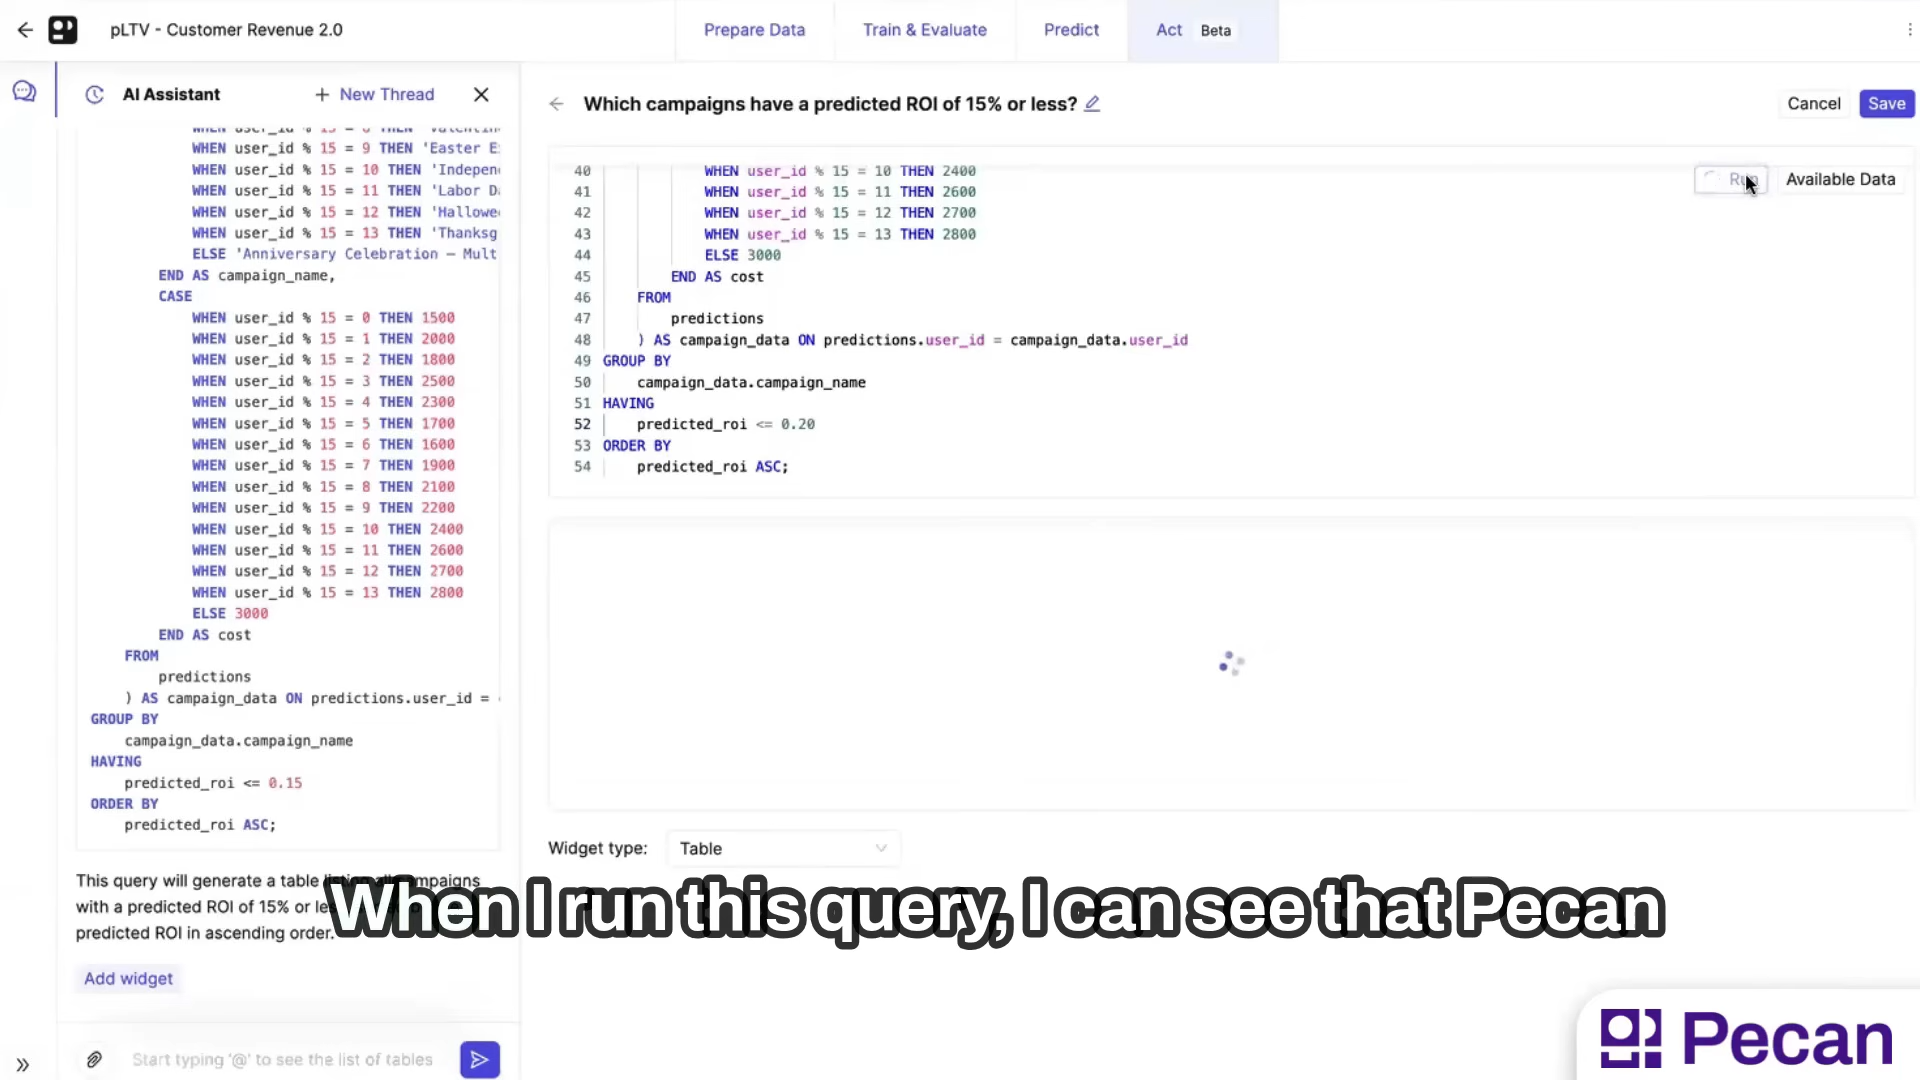 pLTV - Customer Revenue 2.0
Prepare Data
Train & Evaluate
Predict
Act Beta
AI Assistant
+ New Thread
WHEN user_id % 15 = 8 THEN 'Valentin
WHEN user_id % 15 = 9 THEN 'Easter E
WHEN user_id % 15 = 10 THEN 'Indepen
WHEN user_id % 15 = 11 THEN 'Labor D
WHEN user_id % 15 = 12 THEN 'Hallowe
WHEN user_id % 15 = 13 THEN 'Thanksg
ELSE 'Anniversary Celebration – Mult
END AS campaign_name,
CASE
WHEN user_id % 15 = 0 THEN 1500
WHEN user_id % 15 = 1 THEN 2000
WHEN user_id % 15 = 2 THEN 1800
WHEN user_id % 15 = 3 THEN 2500
WHEN user_id % 15 = 4 THEN 2300
WHEN user_id % 15 = 5 THEN 1700
WHEN user_id % 15 = 6 THEN 1600
WHEN user_id % 15 = 7 THEN 1900
WHEN user_id % 15 = 8 THEN 2100
WHEN user_id % 15 = 9 THEN 2200
WHEN user_id % 15 = 10 THEN 2400
WHEN user_id % 15 = 11 THEN 2600
WHEN user_id % 15 = 12 THEN 2700
WHEN user_id % 15 = 13 THEN 2800
ELSE 3000
END AS cost
FROM
predictions
) AS campaign_data ON predictions.user_id =
GROUP BY
campaign_data.campaign_name
HAVING
predicted_roi <= 0.15
ORDER BY
predicted_roi ASC;
This query will generate a table
with a predicted ROI of 15% or
predicted ROI in ascending order.
Add widget
Start typing '@' to see the list of tables
Which campaigns have a predicted ROI of 15% or less?
Cancel
Save
Run
Available Data
40 WHEN user_id % 15 = 10 THEN 2400
41 WHEN user_id % 15 = 11 THEN 2600
42 WHEN user_id % 15 = 12 THEN 2700
43 WHEN user_id % 15 = 13 THEN 2800
44 ELSE 3000
45 END AS cost
46 FROM
47 predictions
48 ) AS campaign_data ON predictions.user_id = campaign_data.user_id
49 GROUP BY
50 campaign_data.campaign_name
51 HAVING
52 predicted_roi <= 0.20
53 ORDER BY
54 predicted_roi ASC;
Widget type: Table
When I run this query, I can see that Pecan
Pecan